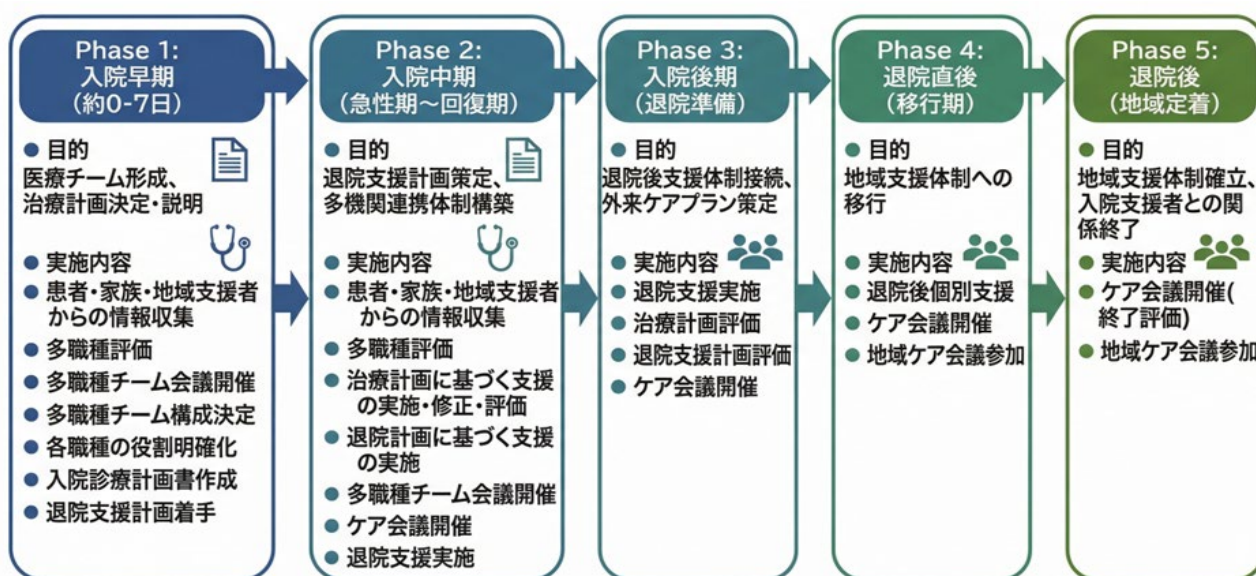 Phase 1:
入院早期
(約0-7日)
● 目的
医療チーム形成、
治療計画決定・説明
● 実施内容
● 患者・家族・地域支援者
からの情報収集
● 多職種評価
● 多職種チーム会議開催
● 多職種チーム構成決定
● 各職種の役割明確化
● 入院診療計画書作成
● 退院支援計画着手
Phase 2:
入院中期
(急性期～回復期)
● 目的
退院支援計画策定、
多機関連携体制構築
● 実施内容
● 患者・家族・地域支援者
からの情報収集
● 多職種評価
● 治療計画に基づく支援
の実施・修正・評価
● 退院計画に基づく支援
の実施
● 多職種チーム会議開催
● ケア会議開催
● 退院支援実施
Phase 3:
入院後期
(退院準備)
● 目的
退院後支援体制接続、
外来ケアプラン策定
● 実施内容
● 退院支援実施
● 治療計画評価
● 退院支援計画評価
● ケア会議開催
Phase 4:
退院直後
(移行期)
● 目的
地域支援体制への
移行
● 実施内容
● 退院後個別支援
● ケア会議開催
● 地域ケア会議参加
Phase 5:
退院後
(地域定着)
● 目的
地域支援体制確立、
入院支援者との関
係終了
● 実施内容
● ケア会議開催(
終了評価)
● 地域ケア会議参加